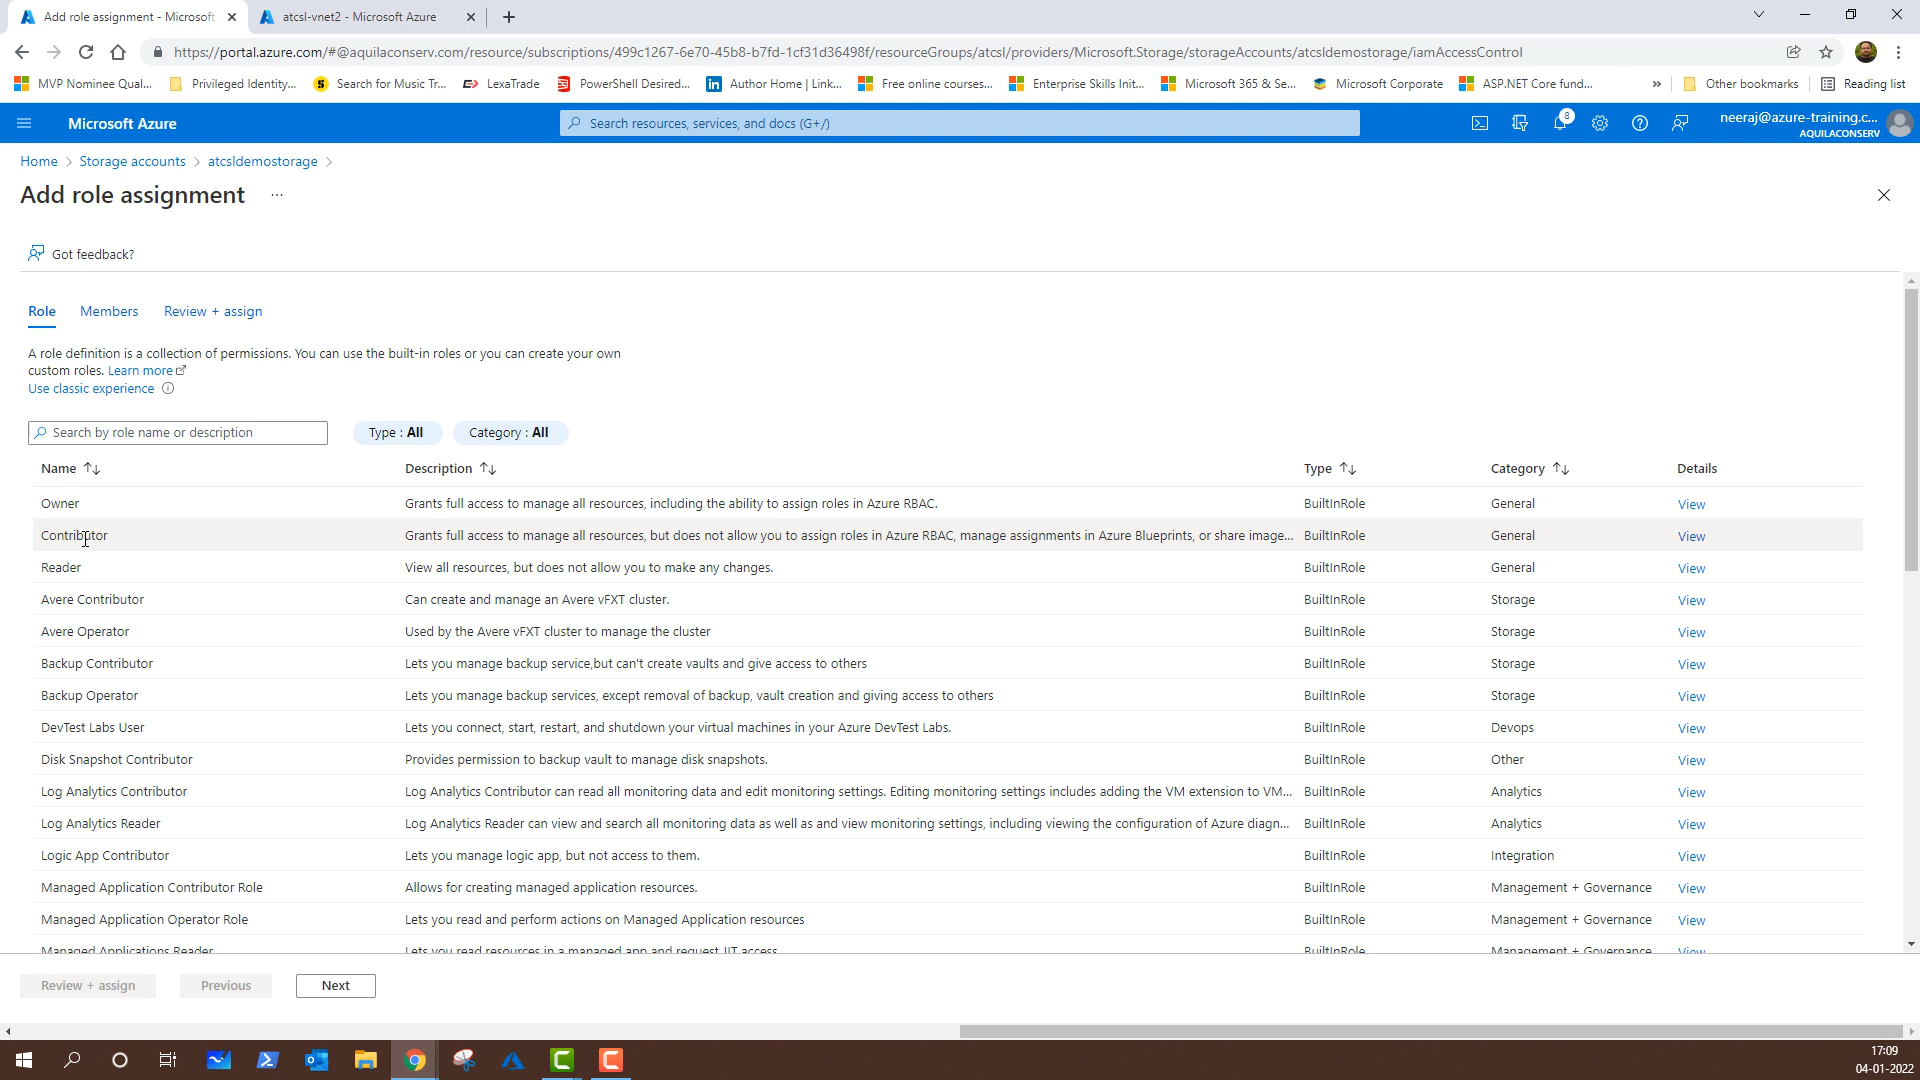 Add role assignment - Microsoft
atcsl-vnet2 - Microsoft Azure
https://portal.azure.com/#@aquilaconserv.com/resource/subscriptions/499c1267-6e70-45b8-b7fd-1cf31d36498f/resourceGroups/atcsl/providers/Microsoft.Storage/storageAccounts/atcsldemostorage/iamAccessControl
MVP Nominee Qual... Privileged Identity... Search for Music Tr... LexaTrade PowerShell Desired... Author Home | Link... Free online courses... Enterprise Skills Init... Microsoft 365 & Se... Microsoft Corporate ASP.NET Core fund... » Other bookmarks Reading list
Microsoft Azure
Search resources, services, and docs (G+/)
8
neeraj@azure-training.c...
AQUILACONSERV
Home > Storage accounts > atcsldemostorage >
Add role assignment ...
Got feedback?
Role Members Review + assign
A role definition is a collection of permissions. You can use the built-in roles or you can create your own
custom roles. Learn more
Use classic experience
Search by role name or description
Type : All
Category : All
Name Description Type Category Details
Owner Grants full access to manage all resources, including the ability to assign roles in Azure RBAC. BuiltInRole General View
Contributor Grants full access to manage all resources, but does not allow you to assign roles in Azure RBAC, manage assignments in Azure Blueprints, or share image... BuiltInRole General View
Reader View all resources, but does not allow you to make any changes. BuiltInRole General View
Avere Contributor Can create and manage an Avere vFXT cluster. BuiltInRole Storage View
Avere Operator Used by the Avere vFXT cluster to manage the cluster BuiltInRole Storage View
Backup Contributor Lets you manage backup service,but can't create vaults and give access to others BuiltInRole Storage View
Backup Operator Lets you manage backup services, except removal of backup, vault creation and giving access to others BuiltInRole Storage View
DevTest Labs User Lets you connect, start, restart, and shutdown your virtual machines in your Azure DevTest Labs. BuiltInRole Devops View
Disk Snapshot Contributor Provides permission to backup vault to manage disk snapshots. BuiltInRole Other View
Log Analytics Contributor Log Analytics Contributor can read all monitoring data and edit monitoring settings. Editing monitoring settings includes adding the VM extension to VM... BuiltInRole Analytics View
Log Analytics Reader Log Analytics Reader can view and search all monitoring data as well as and view monitoring settings, including viewing the configuration of Azure diagn... BuiltInRole Analytics View
Logic App Contributor Lets you manage logic app, but not access to them. BuiltInRole Integration View
Managed Application Contributor Role Allows for creating managed application resources. BuiltInRole Management + Governance View
Managed Application Operator Role Lets you read and perform actions on Managed Application resources BuiltInRole Management + Governance View
Managed Applications Reader Lets you read resources in a managed app and request JIT access. BuiltInRole Management + Governance View
Review + assign
Previous
Next
17:09
04-01-2022